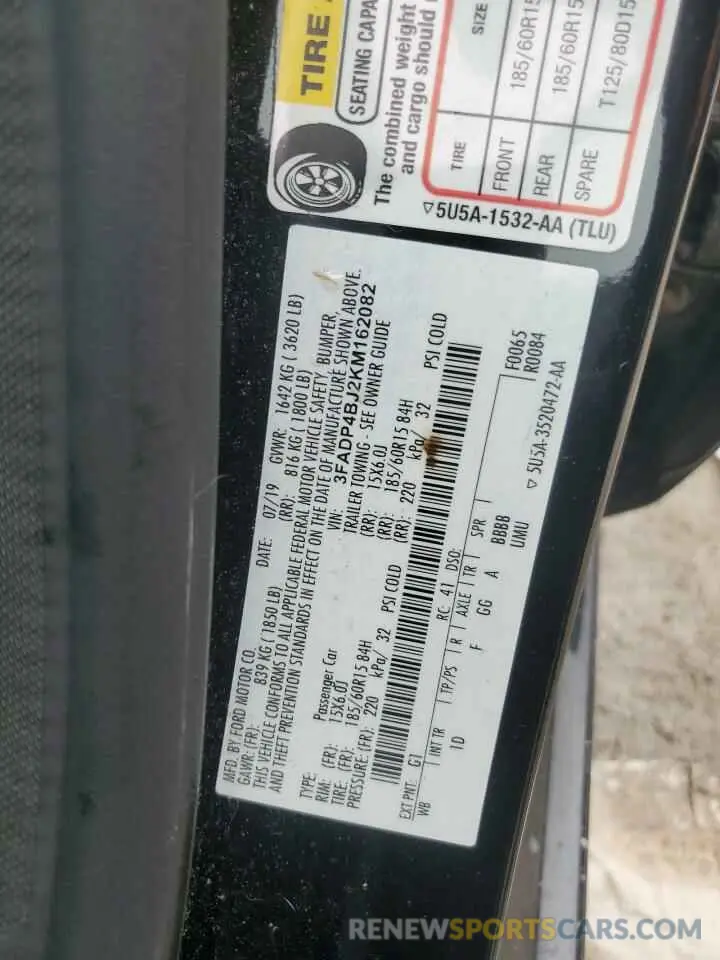 TIRE
SEATING CAPA
The combined weight
and cargo should
TIRE SIZE
FRONT 185/60R15
REAR 185/60R15
SPARE T125/80D15
5U5A-1532-AA (TLU)
MFD. BY FORD MOTOR CO.
DATE: 07/19 GVWR: 1642 KG ( 3620 LB)
GAWR: (FR): 839 KG ( 1850 LB) (RR): 816 KG ( 1800 LB)
THIS VEHICLE CONFORMS TO ALL APPLICABLE FEDERAL MOTOR VEHICLE SAFETY, BUMPER,
AND THEFT PREVENTION STANDARDS IN EFFECT ON THE DATE OF MANUFACTURE SHOWN ABOVE.
VIN: 3FADP4BJ2KM162082
TYPE: Passenger Car TRAILER TOWING - SEE OWNER GUIDE
RIM: (FR): 15X6.0J (RR): 15X6.0J
TIRE: (FR): 185/60R15 84H (RR): 185/60R15 84H
PRESSURE: (FR): 220 kPa/ 32 PSI COLD (RR): 220 kPa/ 32 PSI COLD
EXT PNT: G1 RC: 41 DSO: F0065
R0084
WB INT TR TP/PS R AXLE TR SPR
1D F GG A BBBB
UMU
5U5A-3520472-AA
RENEWSPORTSCARS.COM